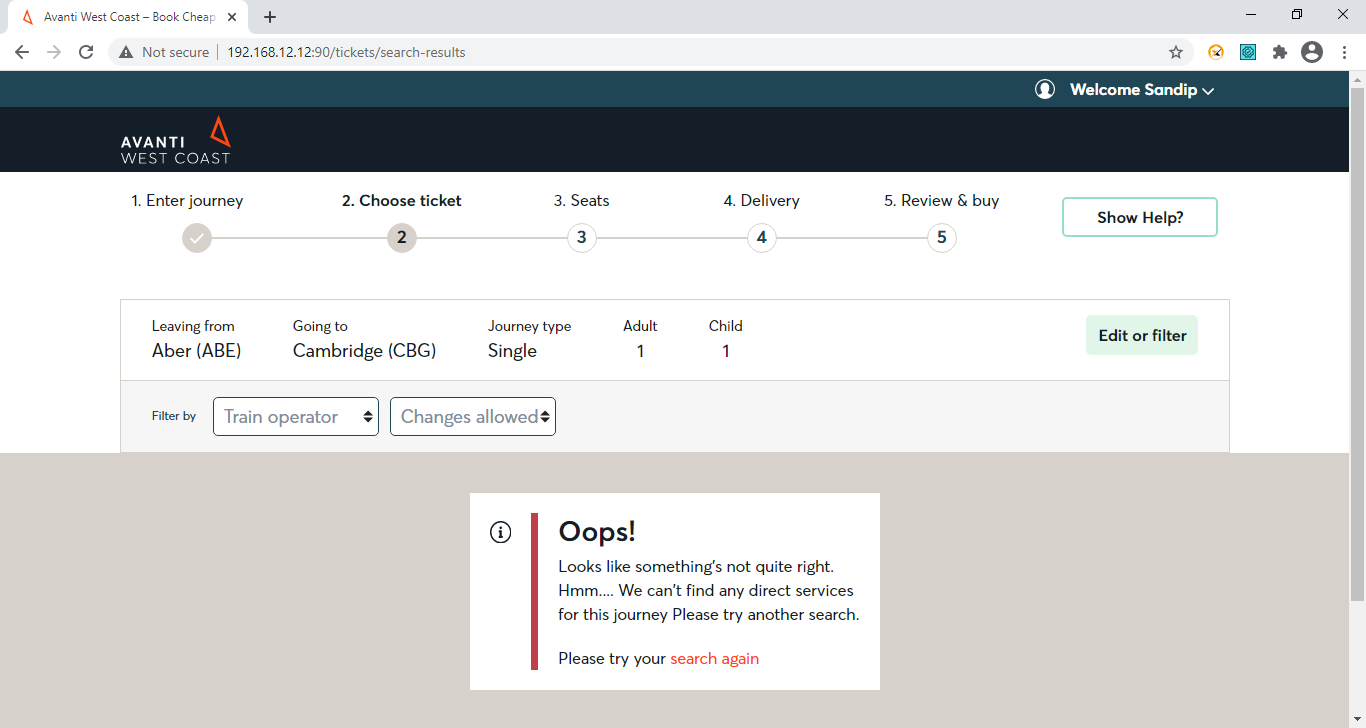 Avanti West Coast – Book Cheap
Not secure
192.168.12.12:90/tickets/search-results
Welcome Sandip
AVANTI
WEST COAST
1. Enter journey
2. Choose ticket
3. Seats
4. Delivery
5. Review & buy
2
3
4
5
Show Help?
Leaving from
Aber (ABE)
Going to
Cambridge (CBG)
Journey type
Single
Adult
1
Child
1
Edit or filter
Filter by
Train operator
Changes allowed
Oops!
Looks like something's not quite right.
Hmm.... We can't find any direct services
for this journey Please try another search.
Please try your search again